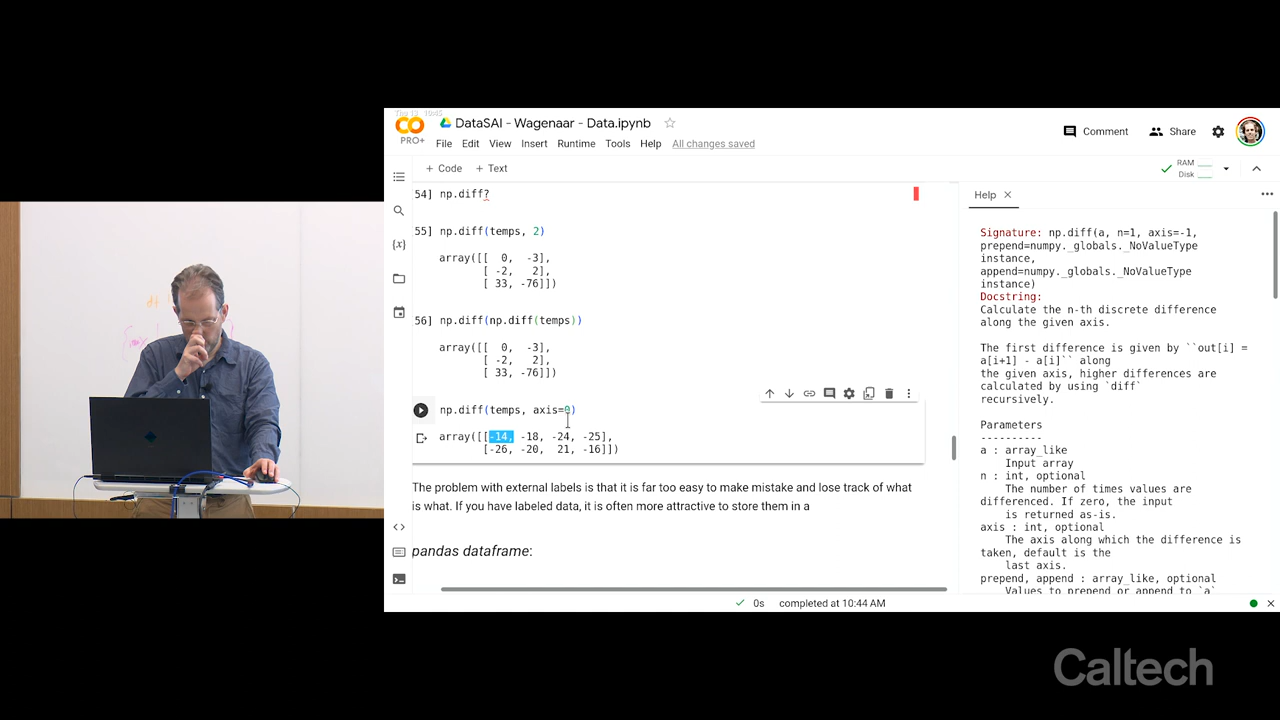 DataSAI - Wagenaar - Data.ipynb
CO
PRO+
File Edit View Insert Runtime Tools Help All changes saved
Comment Share
+ Code + Text
RAM
Disk
54] np.diff?
55] np.diff(temps, 2)
array([[ 0, -3],
[ -2, 2],
[ 33, -76]])
56] np.diff(np.diff(temps))
array([[ 0, -3],
[ -2, 2],
[ 33, -76]])
np.diff(temps, axis=0)
array([[-14, -18, -24, -25],
[-26, -20, 21, -16]])
The problem with external labels is that it is far too easy to make mistake and lose track of what
is what. If you have labeled data, it is often more attractive to store them in a
pandas dataframe:
Help
Signature: np.diff(a, n=1, axis=-1,
prepend=numpy._globals._NoValueType
instance,
append=numpy._globals._NoValueType
instance)
Docstring:
Calculate the n-th discrete difference
along the given axis.
The first difference is given by ``out[i] =
a[i+1] - a[i]`` along
the given axis, higher differences are
calculated by using `diff`
recursively.
Parameters
----------
a : array_like
Input array
n : int, optional
The number of times values are
differenced. If zero, the input
is returned as-is.
axis : int, optional
The axis along which the difference is
taken, default is the
last axis.
prepend, append : array_like, optional
Values to prepend or append to `a`
0s completed at 10:44 AM
Caltech